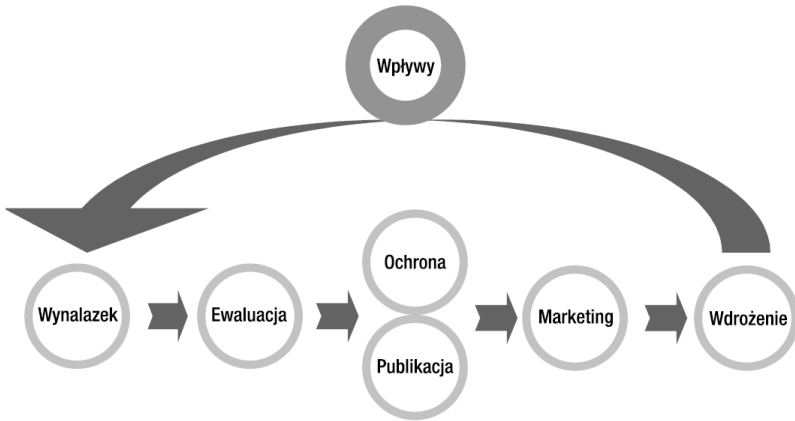 Wpływy
Wynalazek
Ewaluacja
Ochrona
Publikacja
Marketing
Wdrożenie